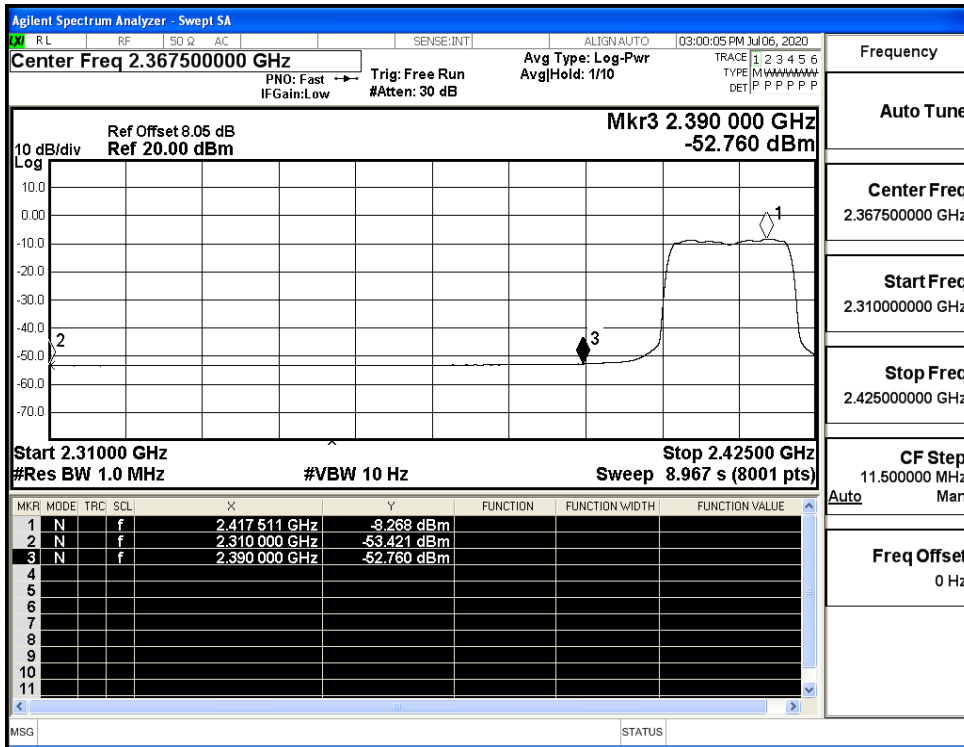 Agilent Spectrum Analyzer - Swept SA
LXI RL RF 50 Ω AC SENSE:INT ALIGN AUTO 03:00:05 PM Jul 06, 2020
Center Freq 2.367500000 GHz
PNO: Fast
IFGain:Low
Trig: Free Run
#Atten: 30 dB
Avg Type: Log-Pwr
Avg|Hold: 1/10
TRACE 1 2 3 4 5 6
TYPE M WWWWW
DET P P P P P P
Ref Offset 8.05 dB
10 dB/div Ref 20.00 dBm
Log
Mkr3 2.390 000 GHz
-52.760 dBm
10.0
0.00
-10.0
-20.0
-30.0
-40.0
-50.0
-60.0
-70.0
1
2
3
Start 2.31000 GHz Stop 2.42500 GHz
#Res BW 1.0 MHz #VBW 10 Hz Sweep 8.967 s (8001 pts)
MKR MODE TRC SCL X Y FUNCTION FUNCTION WIDTH FUNCTION VALUE
1 N f 2.417 511 GHz -8.268 dBm
2 N f 2.310 000 GHz -53.421 dBm
3 N f 2.390 000 GHz -52.760 dBm
4
5
6
7
8
9
10
11
MSG STATUS
Frequency
Auto Tune
Center Freq
2.367500000 GHz
Start Freq
2.310000000 GHz
Stop Freq
2.425000000 GHz
CF Step
11.500000 MHz
Auto Man
Freq Offset
0 Hz